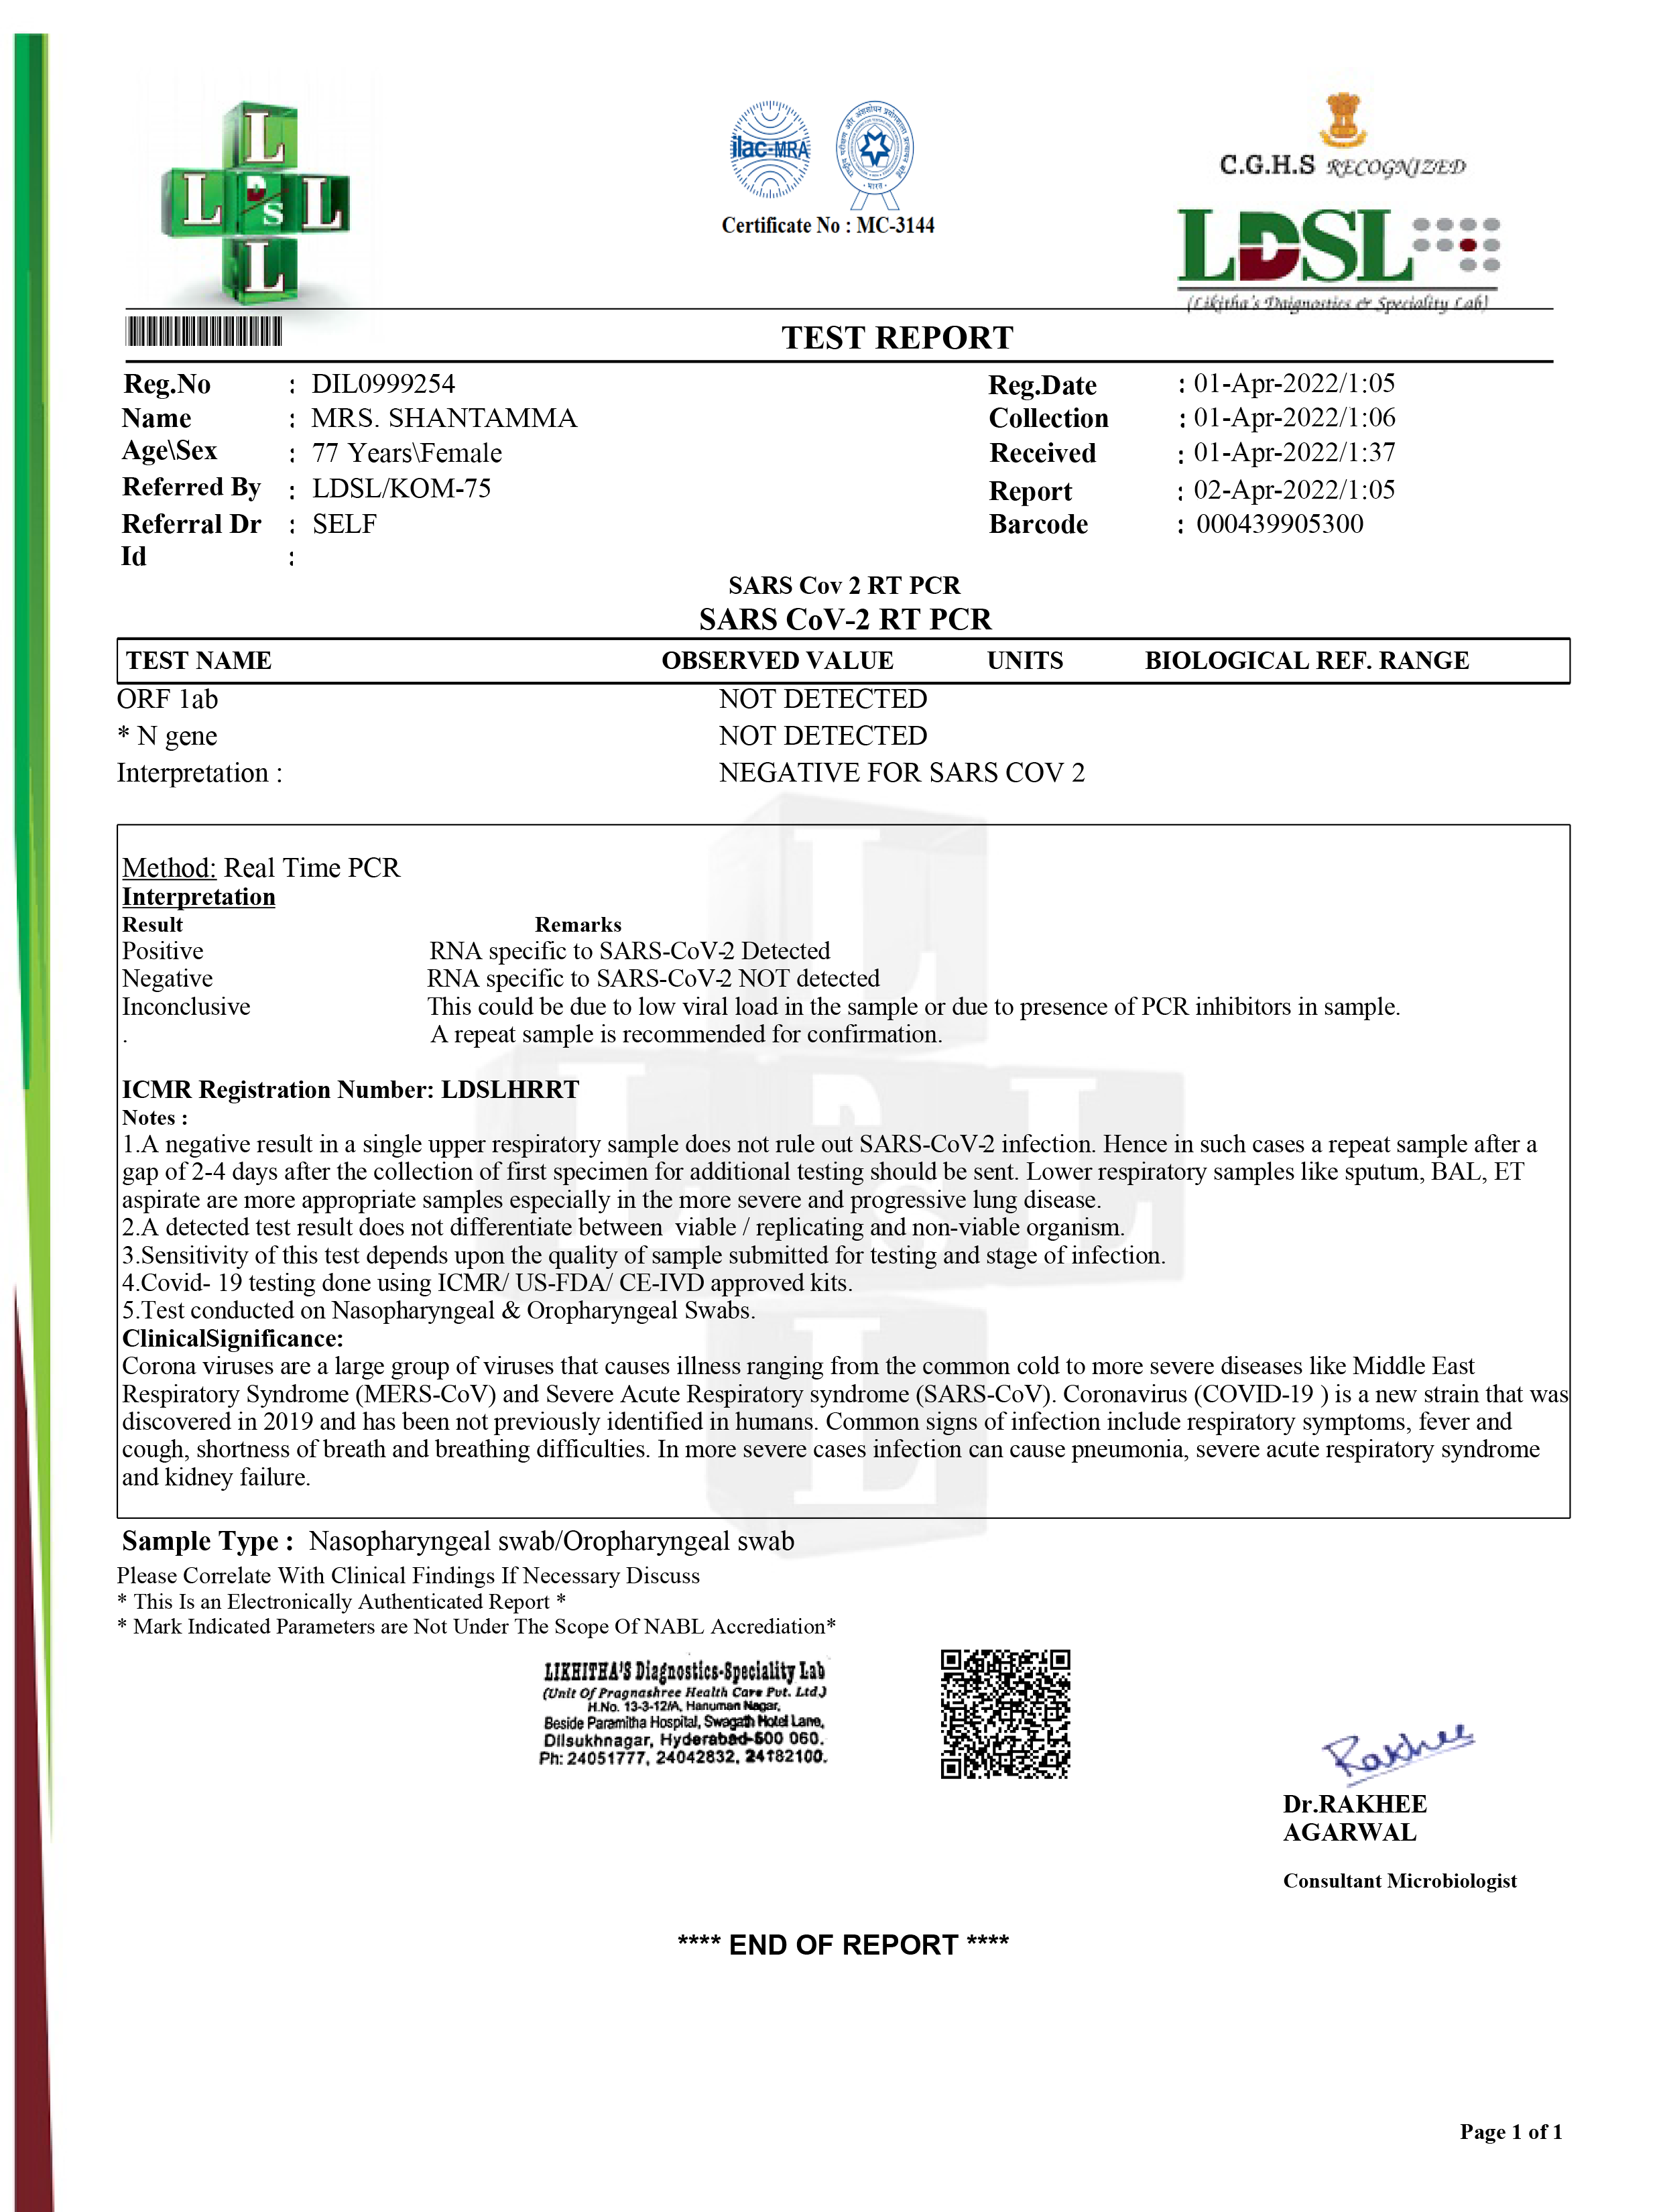 L
L D S L
L
ilac-MRA
Certificate No : MC-3144
C.G.H.S RECOGNIZED
LDSL
(Likitha's Daignostics & Speciality Lab)
TEST REPORT
Reg.No : DIL0999254 Reg.Date : 01-Apr-2022/1:05
Name : MRS. SHANTAMMA Collection : 01-Apr-2022/1:06
Age\Sex : 77 Years\Female Received : 01-Apr-2022/1:37
Referred By : LDSL/KOM-75 Report : 02-Apr-2022/1:05
Referral Dr : SELF Barcode : 000439905300
Id :
SARS Cov 2 RT PCR
SARS CoV-2 RT PCR
TEST NAME OBSERVED VALUE UNITS BIOLOGICAL REF. RANGE
ORF 1ab NOT DETECTED
* N gene NOT DETECTED
Interpretation : NEGATIVE FOR SARS COV 2
Method: Real Time PCR
Interpretation
Result Remarks
Positive RNA specific to SARS-CoV-2 Detected
Negative RNA specific to SARS-CoV-2 NOT detected
Inconclusive This could be due to low viral load in the sample or due to presence of PCR inhibitors in sample.
. A repeat sample is recommended for confirmation.
ICMR Registration Number: LDSLHRRT
Notes :
1.A negative result in a single upper respiratory sample does not rule out SARS-CoV-2 infection. Hence in such cases a repeat sample after a
gap of 2-4 days after the collection of first specimen for additional testing should be sent. Lower respiratory samples like sputum, BAL, ET
aspirate are more appropriate samples especially in the more severe and progressive lung disease.
2.A detected test result does not differentiate between viable / replicating and non-viable organism.
3.Sensitivity of this test depends upon the quality of sample submitted for testing and stage of infection.
4.Covid- 19 testing done using ICMR/ US-FDA/ CE-IVD approved kits.
5.Test conducted on Nasopharyngeal & Oropharyngeal Swabs.
ClinicalSignificance:
Corona viruses are a large group of viruses that causes illness ranging from the common cold to more severe diseases like Middle East
Respiratory Syndrome (MERS-CoV) and Severe Acute Respiratory syndrome (SARS-CoV). Coronavirus (COVID-19 ) is a new strain that was
discovered in 2019 and has been not previously identified in humans. Common signs of infection include respiratory symptoms, fever and
cough, shortness of breath and breathing difficulties. In more severe cases infection can cause pneumonia, severe acute respiratory syndrome
and kidney failure.
Sample Type : Nasopharyngeal swab/Oropharyngeal swab
Please Correlate With Clinical Findings If Necessary Discuss
* This Is an Electronically Authenticated Report *
* Mark Indicated Parameters are Not Under The Scope Of NABL Accrediation*
LIKHITHA'S Diagnostics-Speciality Lab
(Unit Of Pragnashree Health Care Pvt. Ltd.)
H.No. 13-3-12/A, Hanuman Nagar,
Beside Paramitha Hospital, Swagath Hotel Lane,
Dilsukhnagar, Hyderabad-500 060.
Ph: 24051777, 24042832, 24182100.
Rakhee
Dr.RAKHEE
AGARWAL
Consultant Microbiologist
**** END OF REPORT ****
Page 1 of 1